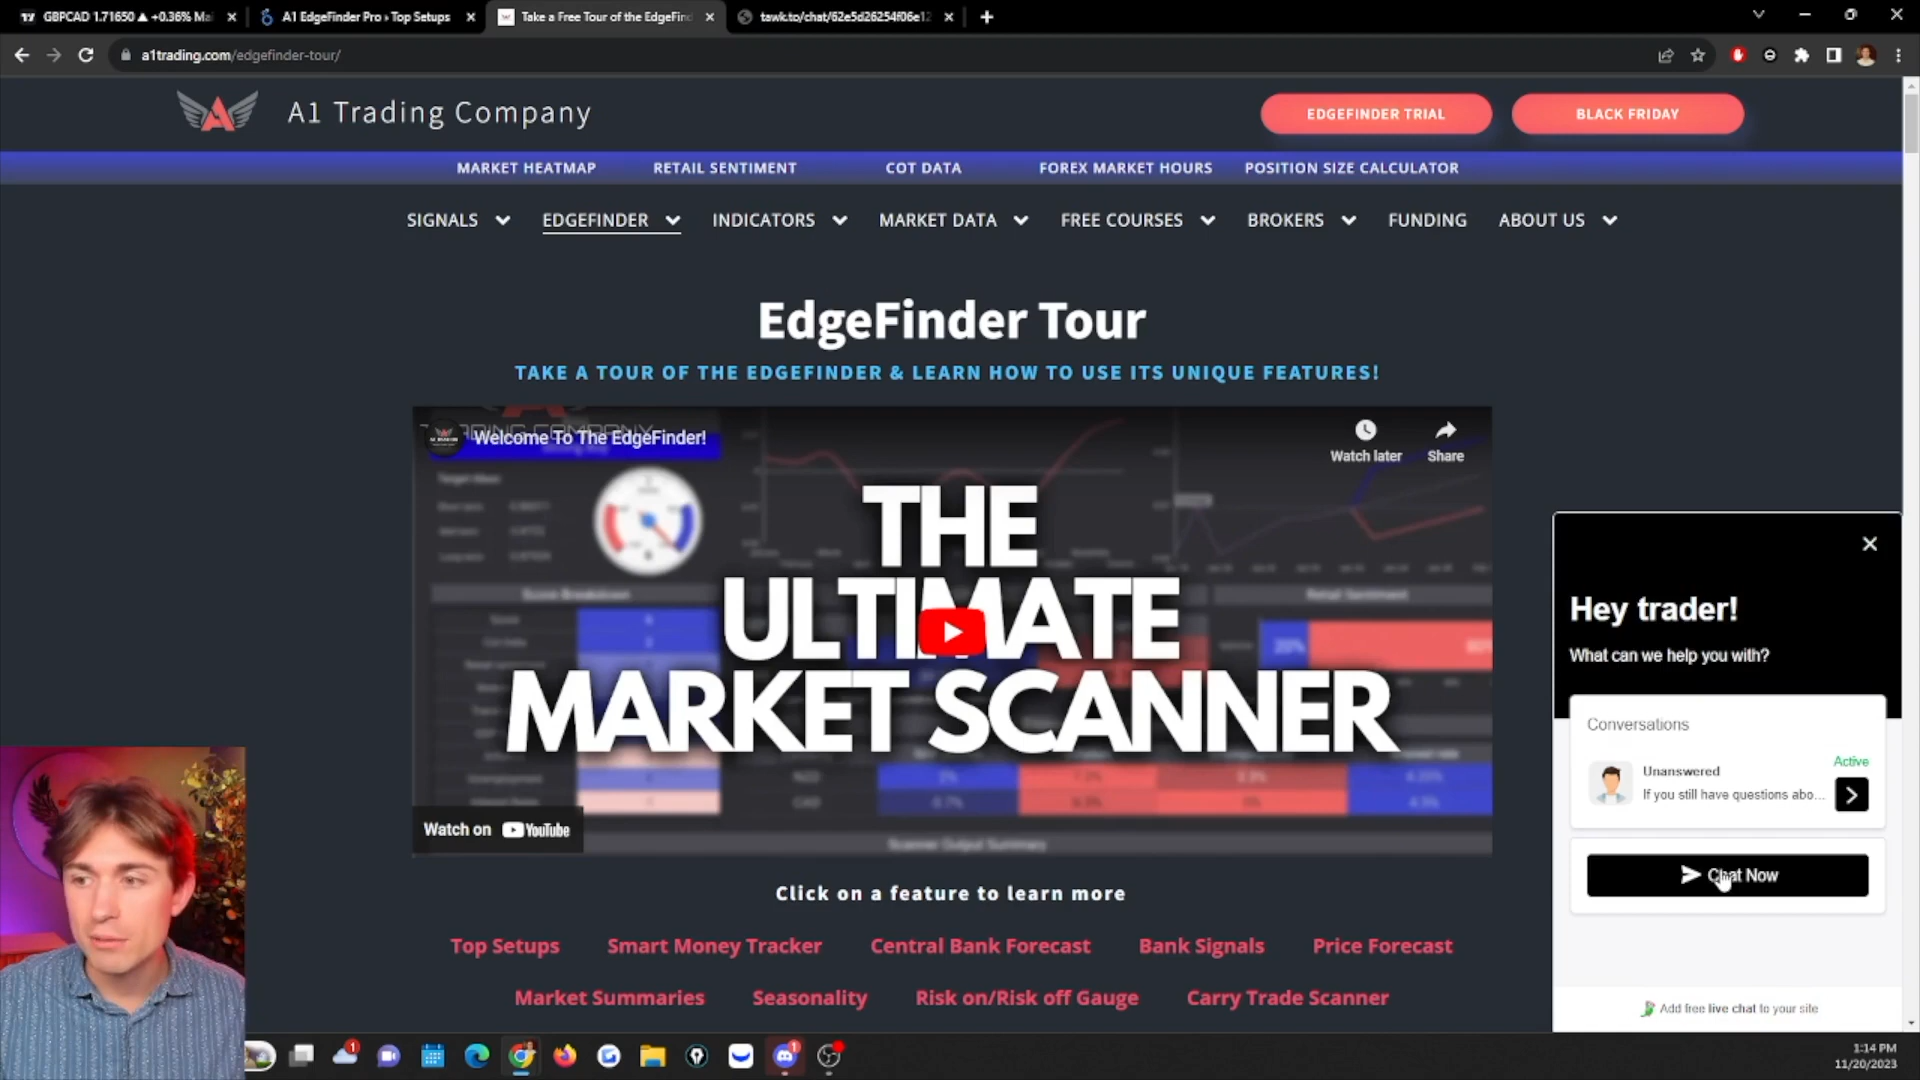 GBPCAD 1.71650 ▲ +0.36% Ma
A1 EdgeFinder Pro › Top Setups
Take a Free Tour of the EdgeFin
tawk.to/chat/62e5d26254f06e12
a1trading.com/edgefinder-tour/
A1 Trading Company
EDGEFINDER TRIAL
BLACK FRIDAY
MARKET HEATMAP
RETAIL SENTIMENT
COT DATA
FOREX MARKET HOURS
POSITION SIZE CALCULATOR
SIGNALS
EDGEFINDER
INDICATORS
MARKET DATA
FREE COURSES
BROKERS
FUNDING
ABOUT US
EdgeFinder Tour
TAKE A TOUR OF THE EDGEFINDER & LEARN HOW TO USE ITS UNIQUE FEATURES!
Welcome To The EdgeFinder!
Watch later
Share
THE
ULTIMATE
MARKET SCANNER
Watch on YouTube
Click on a feature to learn more
Top Setups
Smart Money Tracker
Central Bank Forecast
Bank Signals
Price Forecast
Market Summaries
Seasonality
Risk on/Risk off Gauge
Carry Trade Scanner
Hey trader!
What can we help you with?
Conversations
Active
Unanswered
If you still have questions abo...
Chat Now
Add free live chat to your site
1:14 PM
11/20/2023